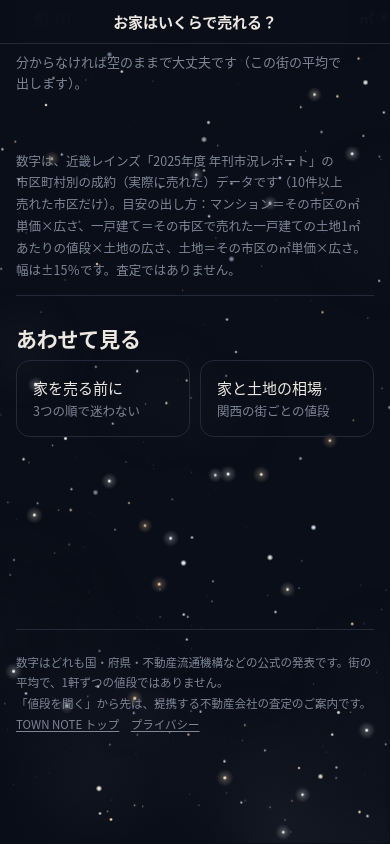 お家はいくらで売れる？
分からなければ空のままで大丈夫です（この街の平均で
出します）。
数字は、近畿レインズ「2025年度 年刊市況レポート」の
市区町村別の成約（実際に売れた）データです（10件以上
売れた市区だけ）。目安の出し方：マンション＝その市区の㎡
単価×広さ、一戸建て＝その市区で売れた一戸建ての土地1㎡
あたりの値段×土地の広さ、土地＝その市区の㎡単価×広さ。
幅は±15%です。査定ではありません。
あわせて見る
家を売る前に
3つの順で迷わない
家と土地の相場
関西の街ごとの値段
数字はどれも国・府県・不動産流通機構などの公式の発表です。街の
平均で、1軒ずつの値段ではありません。
「値段を聞く」から先は、提携する不動産会社の査定のご案内です。
TOWN NOTE トップ プライバシー